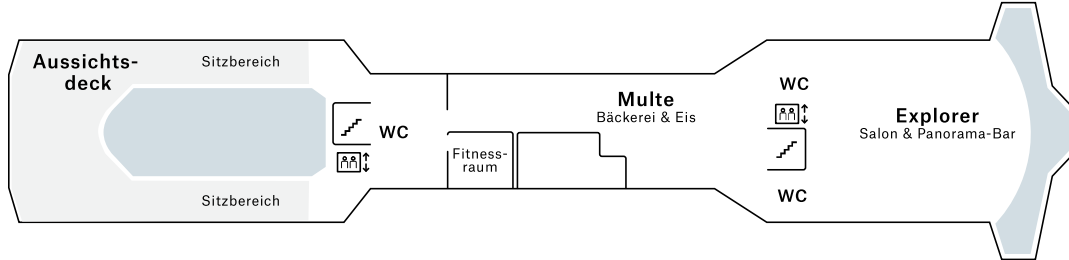 Aussichts-
deck
Sitzbereich
Sitzbereich
WC
Fitness-
raum
Multe
Bäckerei & Eis
WC
WC
Explorer
Salon & Panorama-Bar